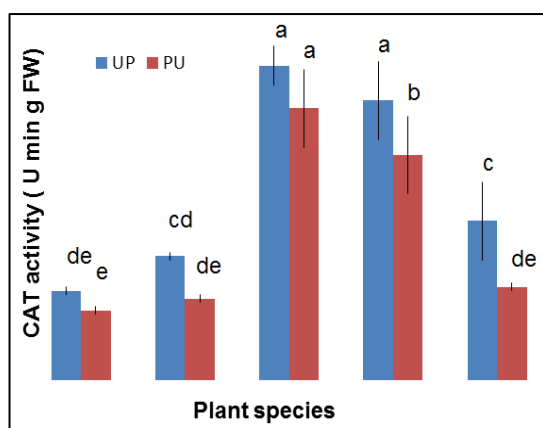 a
a
UP PU
a
b
c
cd
de
de
de
e
CAT activity ( U min g FW)
Plant species